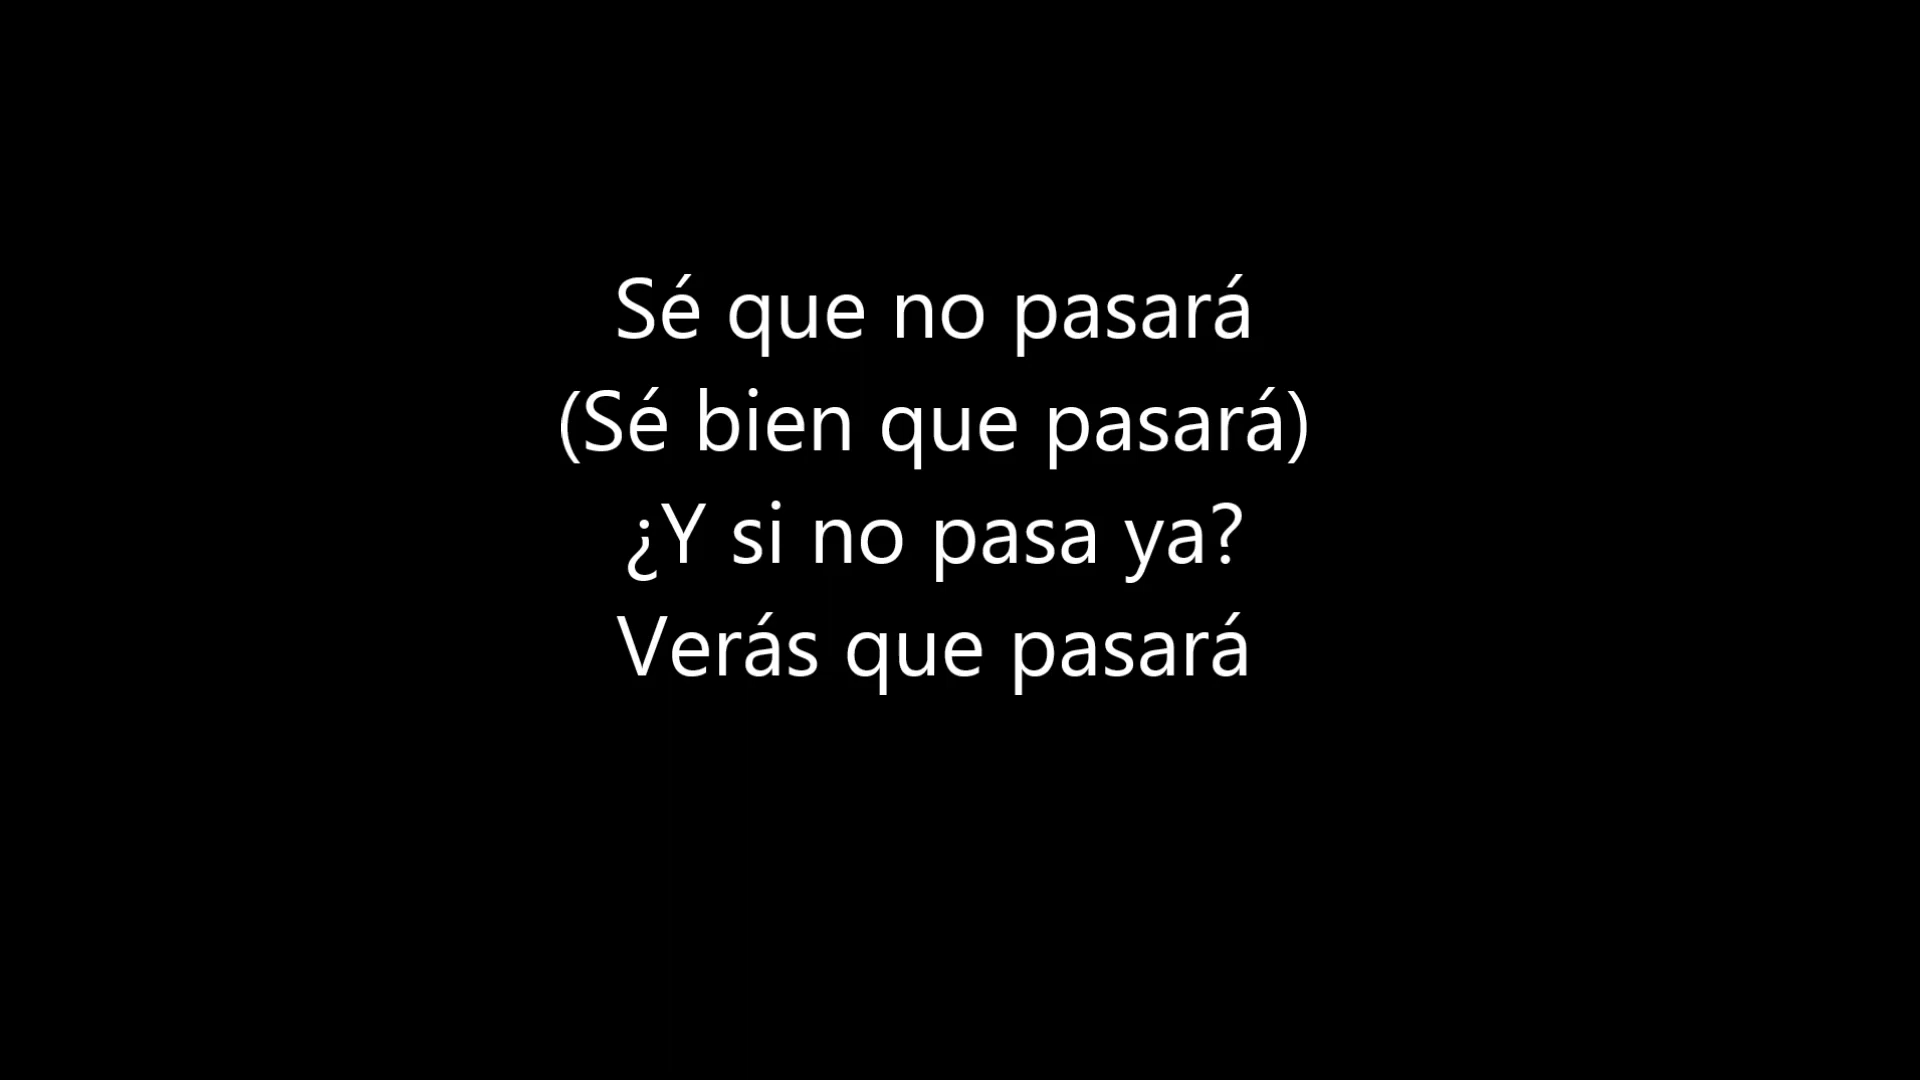 Sé que no pasará
(Sé bien que pasará)
¿Y si no pasa ya?
Verás que pasará